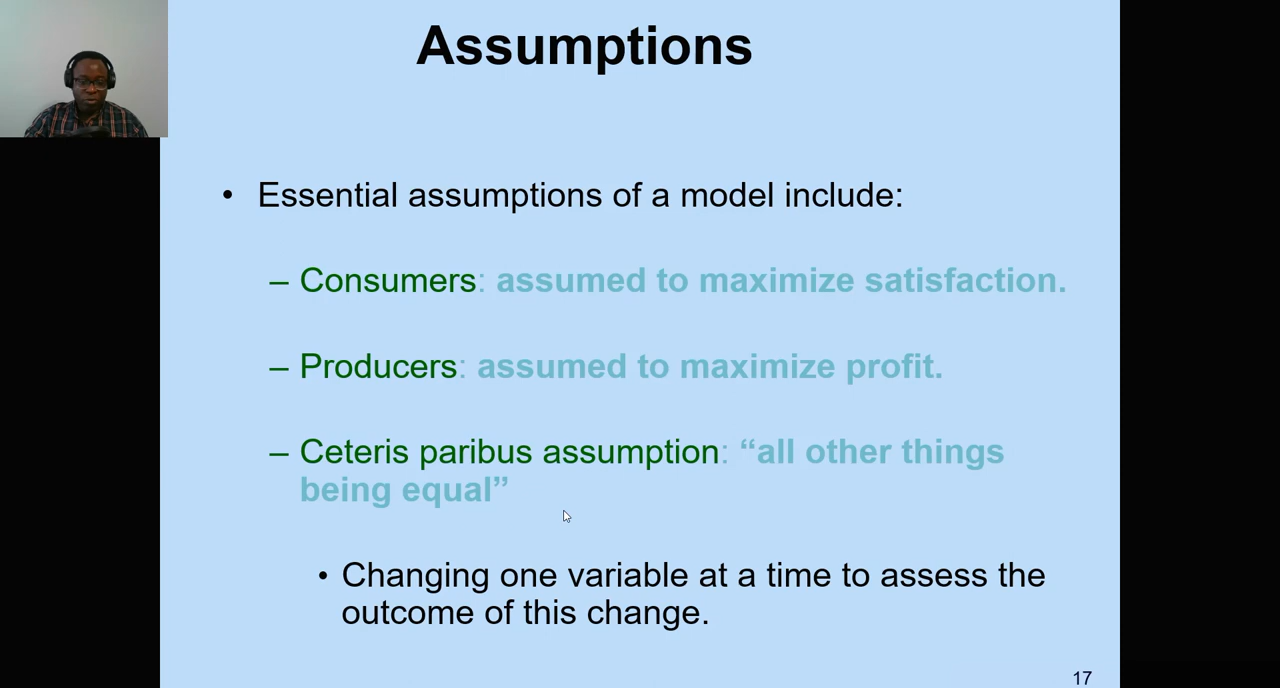 Assumptions
• Essential assumptions of a model include:
– Consumers: assumed to maximize satisfaction.
– Producers: assumed to maximize profit.
– Ceteris paribus assumption: “all other things
being equal”
• Changing one variable at a time to assess the
outcome of this change.
17